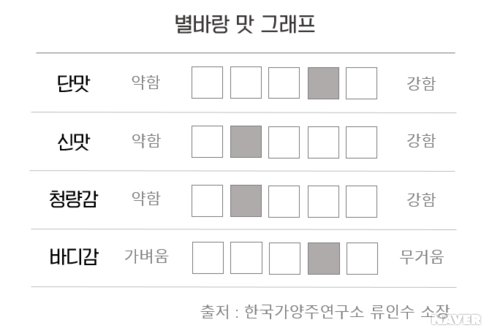 별바랑 맛 그래프
단맛 약함 강함
신맛 약함 강함
청량감 약함 강함
바디감 가벼움 무거움
출저 : 한국가양주연구소 류인수 소장
NAVER